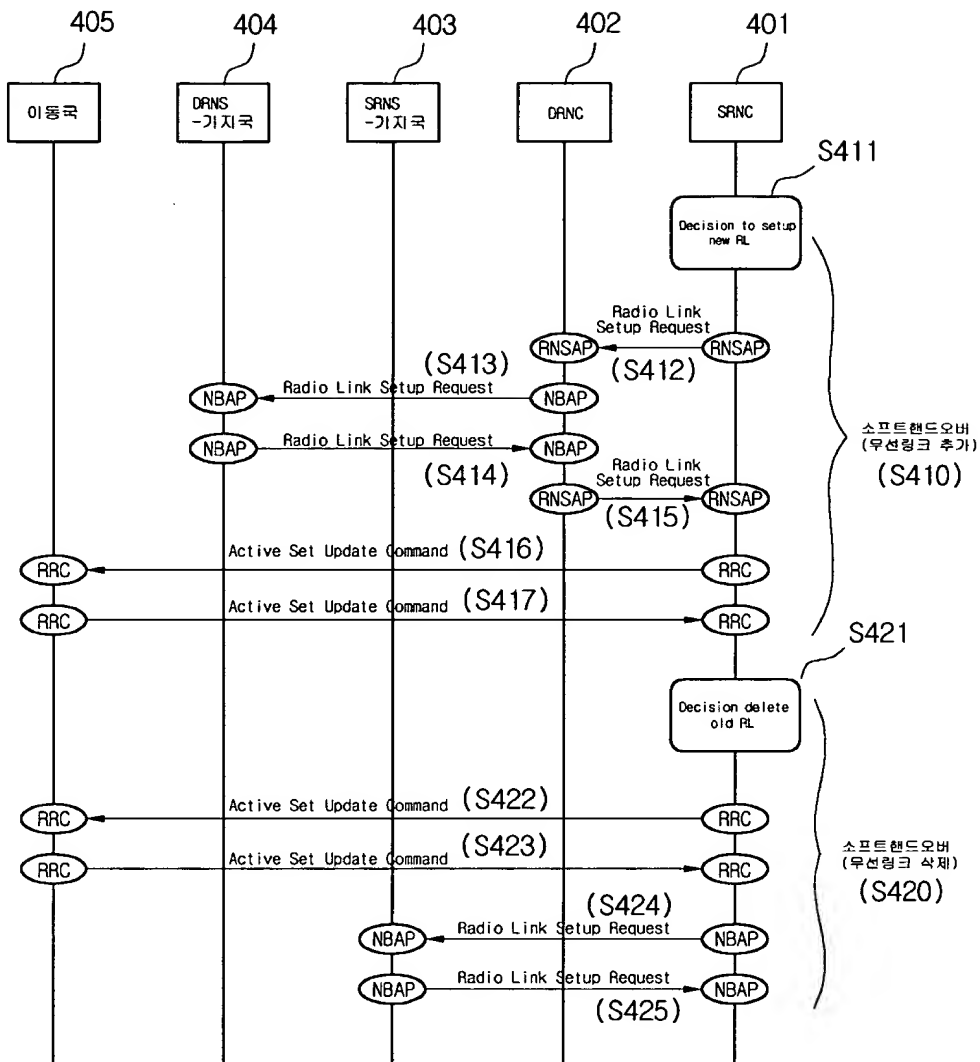 405
404
403
402
401
이동국
DRNS
-기지국
SRNS
-기지국
DRNC
SRNC
S411
Decision to setup
new RL
Radio Link
Setup Request
RNSAP
RNSAP
(S412)
(S413)
NBAP
Radio Link Setup Request
NBAP
NBAP
Radio Link Setup Request
NBAP
(S414)
Radio Link
Setup Request
RNSAP
RNSAP
(S415)
소프트핸드오버
(무선링크 추가)
(S410)
RRC
Active Set Update Command (S416)
RRC
RRC
Active Set Update Command (S417)
RRC
S421
Decision delete
old RL
RRC
Active Set Update Command (S422)
RRC
RRC
Active Set Update Command (S423)
RRC
소프트핸드오버
(무선링크 삭제)
(S420)
(S424)
NBAP
Radio Link Setup Request
NBAP
NBAP
Radio Link Setup Request
NBAP
(S425)